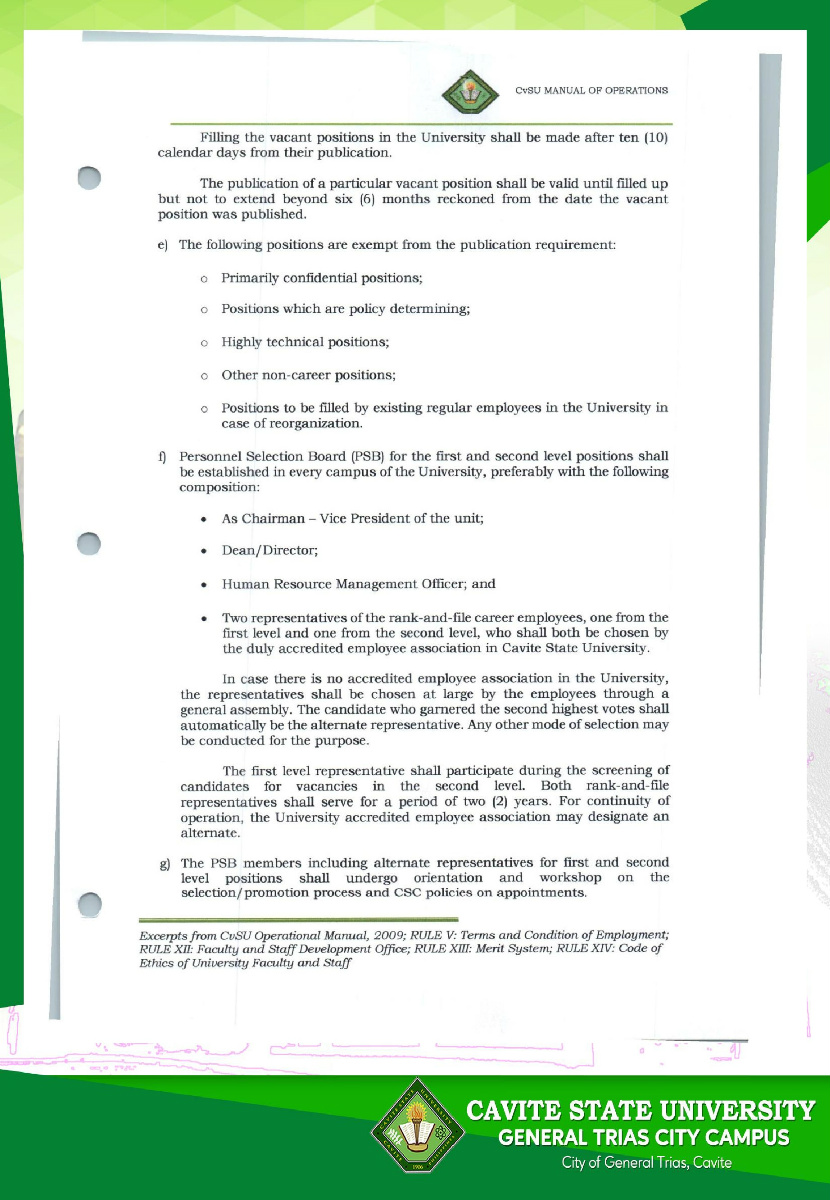 CvSU MANUAL OF OPERATIONS
Filling the vacant positions in the University shall be made after ten (10)
calendar days from their publication.
The publication of a particular vacant position shall be valid until filled up
but not to extend beyond six (6) months reckoned from the date the vacant
position was published.
e) The following positions are exempt from the publication requirement:
o Primarily confidential positions;
o Positions which are policy determining;
o Highly technical positions;
o Other non-career positions;
o Positions to be filled by existing regular employees in the University in
case of reorganization.
f) Personnel Selection Board (PSB) for the first and second level positions shall
be established in every campus of the University, preferably with the following
composition:
• As Chairman – Vice President of the unit;
• Dean/Director;
• Human Resource Management Officer; and
• Two representatives of the rank-and-file career employees, one from the
first level and one from the second level, who shall both be chosen by
the duly accredited employee association in Cavite State University.
In case there is no accredited employee association in the University,
the representatives shall be chosen at large by the employees through a
general assembly. The candidate who garnered the second highest votes shall
automatically be the alternate representative. Any other mode of selection may
be conducted for the purpose.
The first level representative shall participate during the screening of
candidates for vacancies in the second level. Both rank-and-file
representatives shall serve for a period of two (2) years. For continuity of
operation, the University accredited employee association may designate an
alternate.
g) The PSB members including alternate representatives for first and second
level positions shall undergo orientation and workshop on the
selection/promotion process and CSC policies on appointments.
Excerpts from CvSU Operational Manual, 2009; RULE V: Terms and Condition of Employment;
RULE XII: Faculty and Staff Development Office; RULE XIII: Merit System; RULE XIV: Code of
Ethics of University Faculty and Staff
CAVITE STATE UNIVERSITY
GENERAL TRIAS CITY CAMPUS
City of General Trias, Cavite
1906